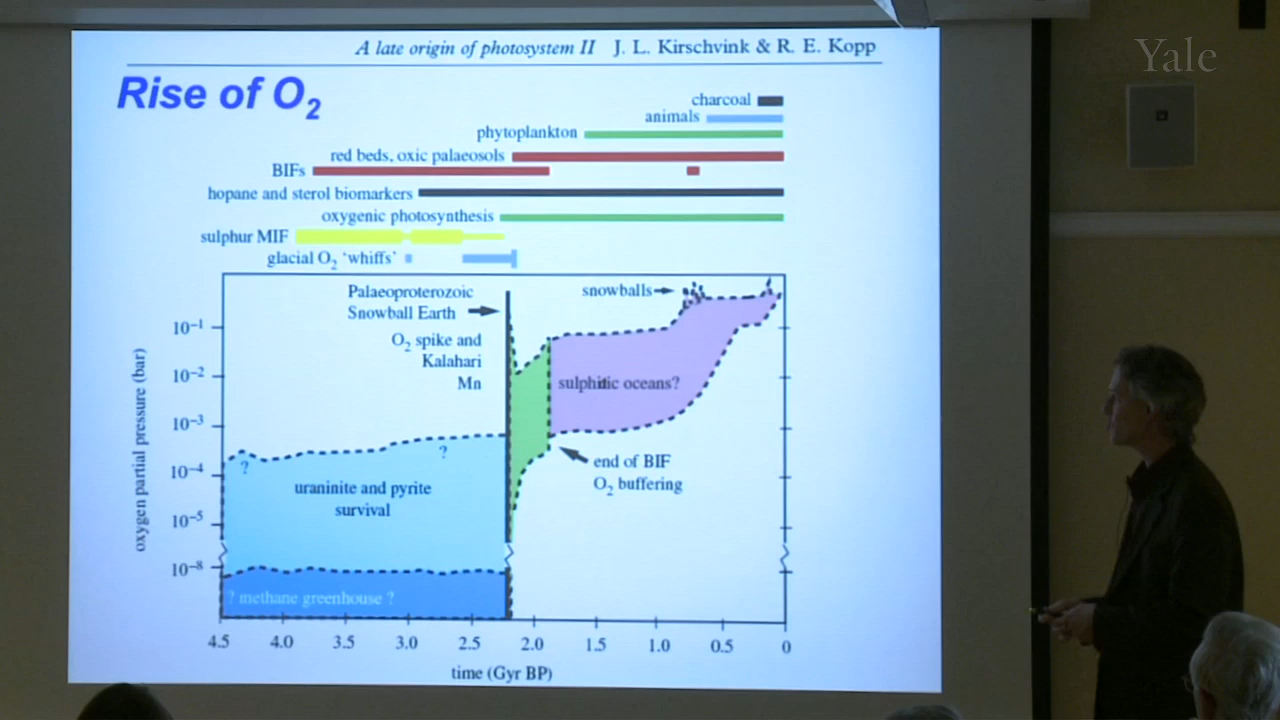 Yale
A late origin of photosystem II J. L. Kirschvink & R. E. Kopp
Rise of O2
charcoal
animals
phytoplankton
red beds, oxic palaeosols
BIFs
hopane and sterol biomarkers
oxygenic photosynthesis
sulphur MIF
glacial O2 ‘whiffs’
Palaeoproterozoic
Snowball Earth
snowballs
O2 spike and
Kalahari
Mn
sulphidic oceans?
? ?
uraninite and pyrite
survival
end of BIF
O2 buffering
? methane greenhouse ?
oxygen partial pressure (bar)
10-1
10-2
10-3
10-4
10-5
10-8
4.5 4.0 3.5 3.0 2.5 2.0 1.5 1.0 0.5 0
time (Gyr BP)